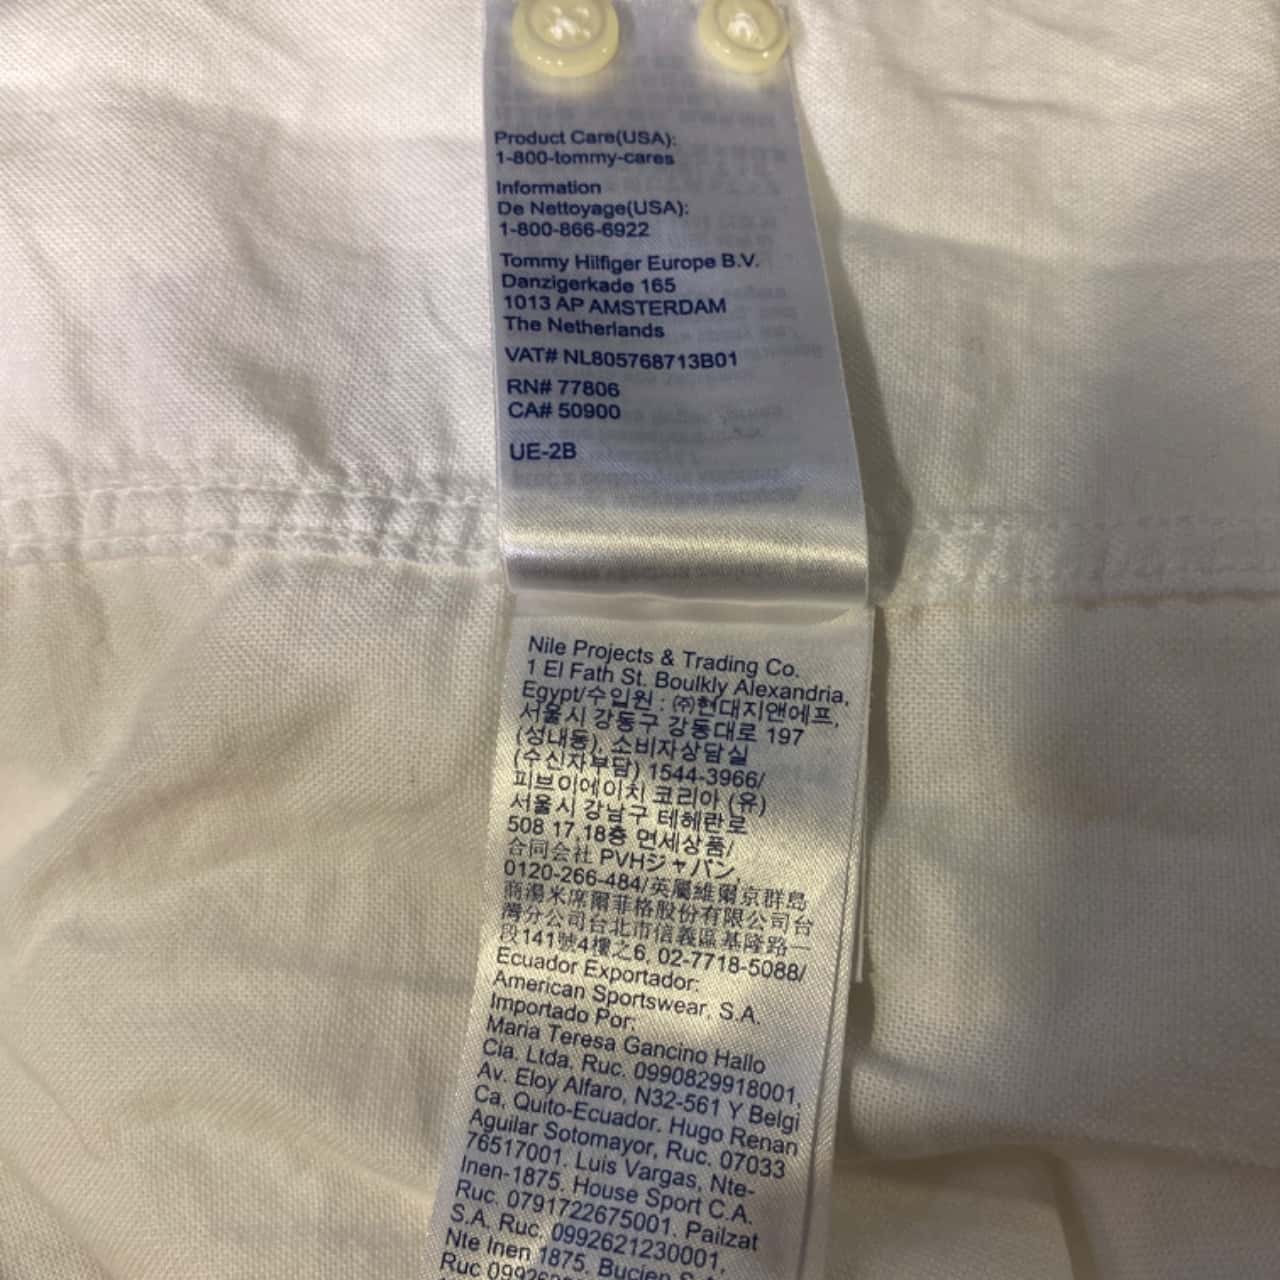 Product Care(USA):
1-800-tommy-cares
Information
De Nettoyage(USA):
1-800-866-6922
Tommy Hilfiger Europe B.V.
Danzigerkade 165
1013 AP AMSTERDAM
The Netherlands
VAT# NL805768713B01
RN# 77806
CA# 50900
UE-2B
Nile Projects & Trading Co.
1 El Fath St. Boulkly Alexandria,
Egypt/수입원 : ㈜현대지앤에프,
서울시 강동구 강동대로 197
(성내동), 소비자상담실
(수신자부담) 1544-3966/
피브이에이치 코리아 (유)
서울시 강남구 테헤란로
508 17,18층 면세상품/
合同会社 PVHジャパン,
0120-266-484/英屬維爾京群島
商湯米席爾菲格股份有限公司台
灣分公司台北市信義區基隆路一
段141號4樓之6, 02-7718-5088/
Ecuador Exportador:
American Sportswear, S.A.
Importado Por:
Maria Teresa Gancino Hallo
Cia. Ltda. Ruc. 0990829918001,
Av. Eloy Alfaro, N32-561 Y Belgi
Ca, Quito-Ecuador. Hugo Renan
Aguilar Sotomayor, Ruc. 07033
76517001. Luis Vargas, Nte-
Inen-1875. House Sport C.A.
Ruc. 0791722675001. Pailzat
S.A. Ruc. 0992621230001,
Nte Inen 1875. Bucien
Ruc